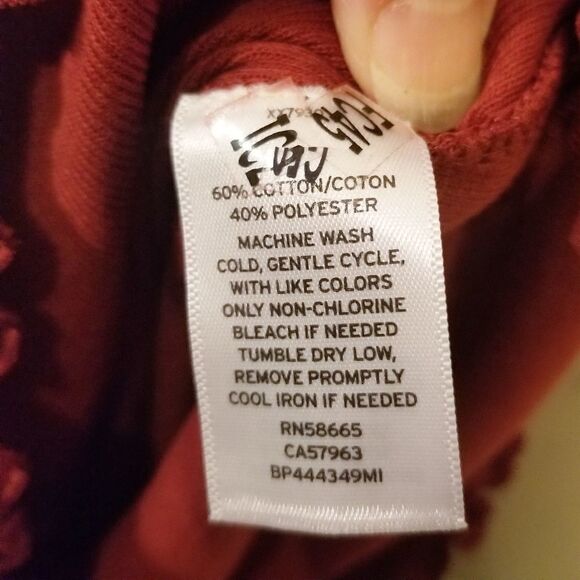 60% COTTON/COTON
40% POLYESTER
MACHINE WASH
COLD, GENTLE CYCLE,
WITH LIKE COLORS
ONLY NON-CHLORINE
BLEACH IF NEEDED
TUMBLE DRY LOW,
REMOVE PROMPTLY
COOL IRON IF NEEDED
RN58665
CA57963
BP444349MI